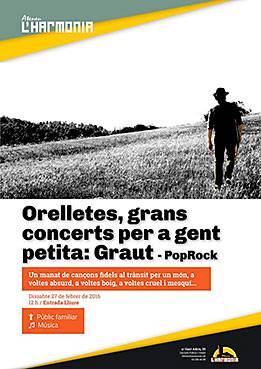 Ateneu
L'HARMONIA
Orelletes, grans
concerts per a gent
petita: Graut - PopRock
Un manat de cançons fidels al trànsit per un món, a
voltes absurd, a voltes boig, a voltes cruel i mesquí...
Dissabte 27 de febrer de 2016
12 h / Entrada Lliure
Públic familiar
Música
L'HARMONIA